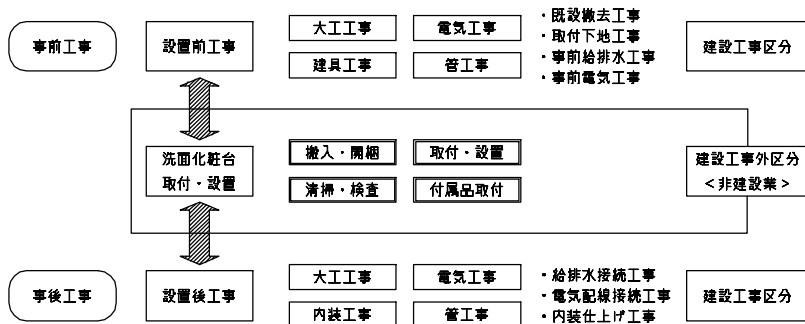 事前工事
設置前工事
大工工事
電気工事
建具工事
管工事
・既設撤去工事
・取付下地工事
・事前給排水工事
・事前電気工事
建設工事区分
洗面化粧台
取付・設置
搬入・開梱
取付・設置
清掃・検査
付属品取付
建設工事外区分
<非建設業>
事後工事
設置後工事
大工工事
電気工事
内装工事
管工事
・給排水接続工事
・電気配線接続工事
・内装仕上げ工事
建設工事区分